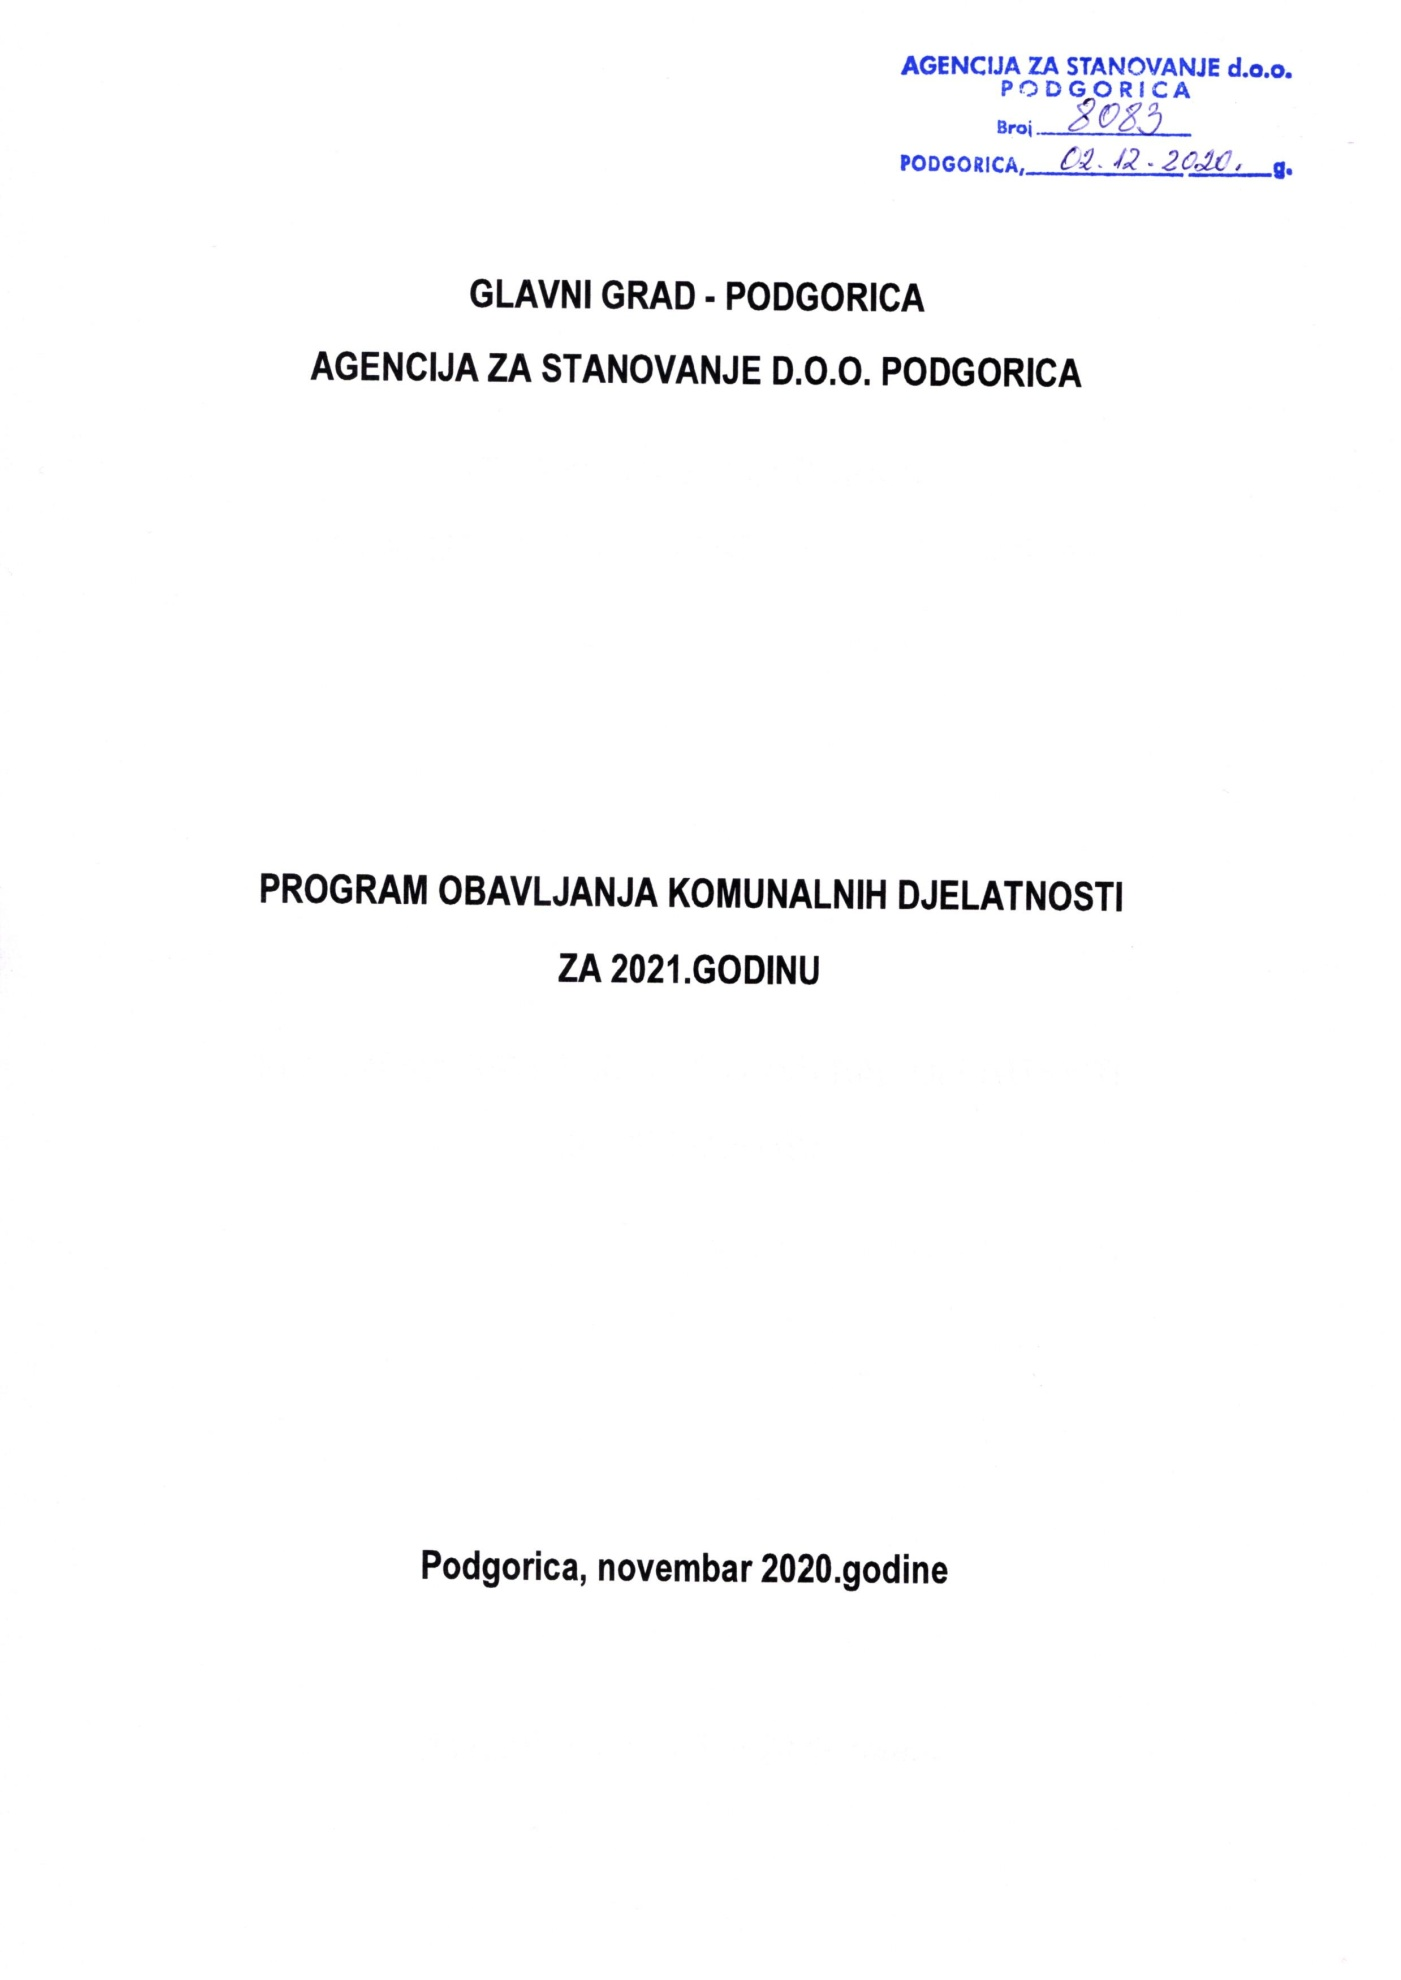 AGENCIJA ZA STANOVANJE d.o.o.
PODGORICA
Broj 8083
PODGORICA, 02.12.2020. g.
GLAVNI GRAD - PODGORICA
AGENCIJA ZA STANOVANJE D.O.O. PODGORICA
PROGRAM OBAVLJANJA KOMUNALNIH DJELATNOSTI
ZA 2021.GODINU
Podgorica, novembar 2020.godine